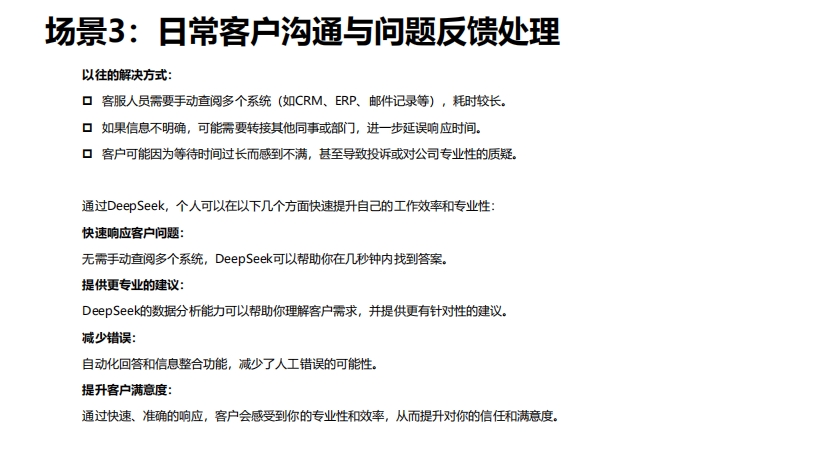 场景3：日常客户沟通与问题反馈处理
以往的解决方式：
客服人员需要手动查阅多个系统（如CRM、ERP、邮件记录等），耗时较长。
如果信息不明确，可能需要转接其他同事或部门，进一步延误响应时间。
客户可能因为等待时间过长而感到不满，甚至导致投诉或对公司专业性的质疑。
通过DeepSeek，个人可以在以下几个方面快速提升自己的工作效率和专业性：
快速响应客户问题：
无需手动查阅多个系统，DeepSeek可以帮助你在几秒钟内找到答案。
提供更专业的建议：
DeepSeek的数据分析能力可以帮助你理解客户需求，并提供更有针对性的建议。
减少错误：
自动化回答和信息整合功能，减少了人工错误的可能性。
提升客户满意度：
通过快速、准确的响应，客户会感受到你的专业性和效率，从而提升对你的信任和满意度。